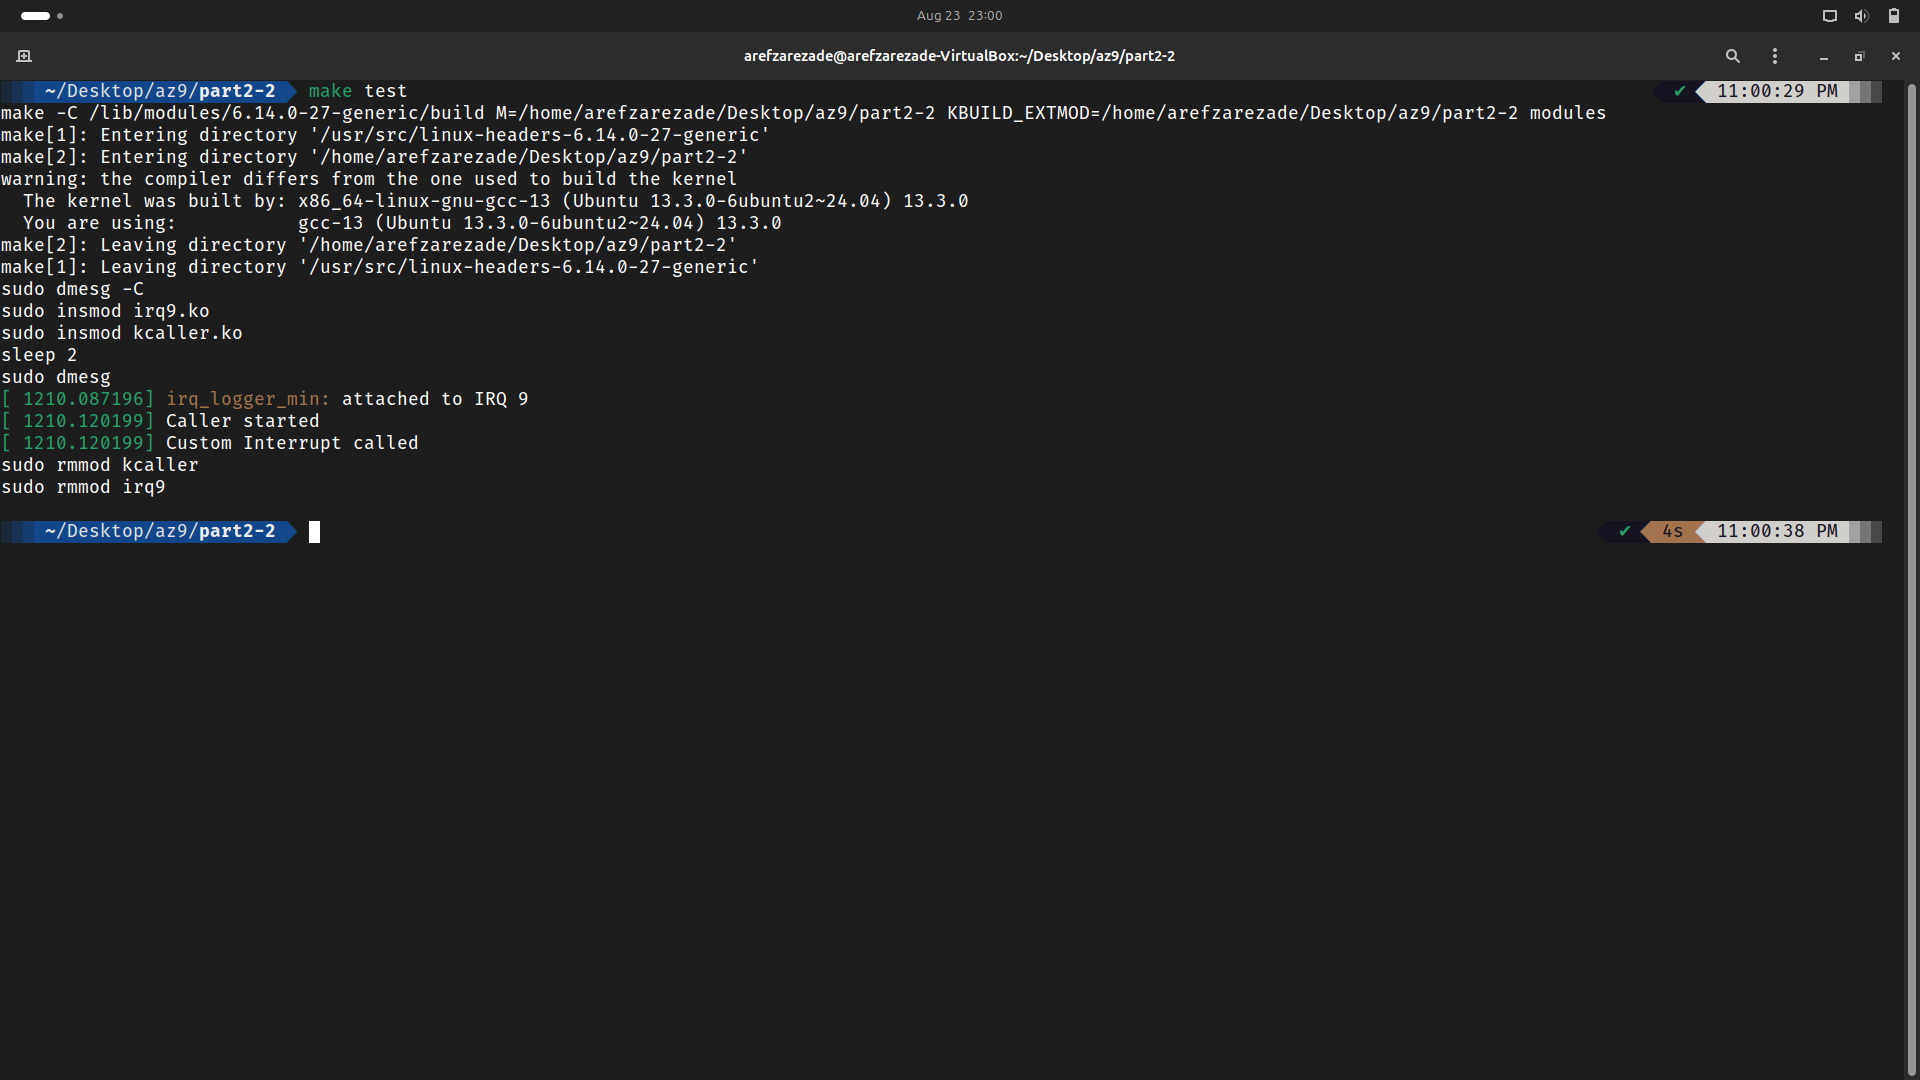 Aug 23 23:00
arefzarezade@arefzarezade-VirtualBox:~/Desktop/az9/part2-2
~/Desktop/az9/part2-2 make test ✔ 11:00:29 PM
make -C /lib/modules/6.14.0-27-generic/build M=/home/arefzarezade/Desktop/az9/part2-2 KBUILD_EXTMOD=/home/arefzarezade/Desktop/az9/part2-2 modules
make[1]: Entering directory '/usr/src/linux-headers-6.14.0-27-generic'
make[2]: Entering directory '/home/arefzarezade/Desktop/az9/part2-2'
warning: the compiler differs from the one used to build the kernel
  The kernel was built by: x86_64-linux-gnu-gcc-13 (Ubuntu 13.3.0-6ubuntu2~24.04) 13.3.0
  You are using:           gcc-13 (Ubuntu 13.3.0-6ubuntu2~24.04) 13.3.0
make[2]: Leaving directory '/home/arefzarezade/Desktop/az9/part2-2'
make[1]: Leaving directory '/usr/src/linux-headers-6.14.0-27-generic'
sudo dmesg -C
sudo insmod irq9.ko
sudo insmod kcaller.ko
sleep 2
sudo dmesg
[ 1210.087196] irq_logger_min: attached to IRQ 9
[ 1210.120199] Caller started
[ 1210.120199] Custom Interrupt called
sudo rmmod kcaller
sudo rmmod irq9
~/Desktop/az9/part2-2 ✔ 4s 11:00:38 PM